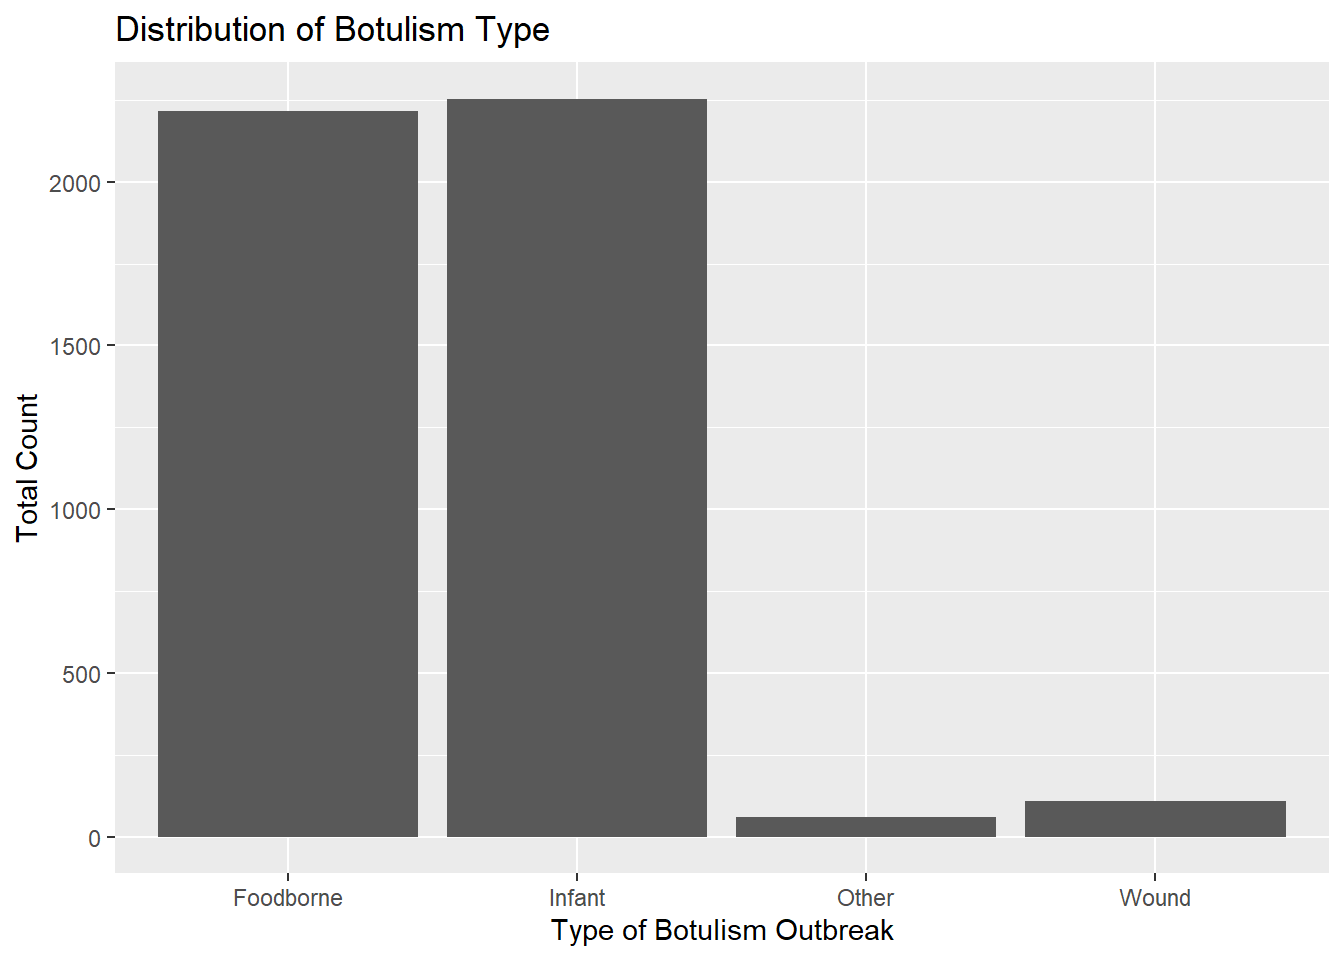 Distribution of Botulism Type
Total Count
2000
1500
1000
500
0
Foodborne Infant Other Wound
Type of Botulism Outbreak